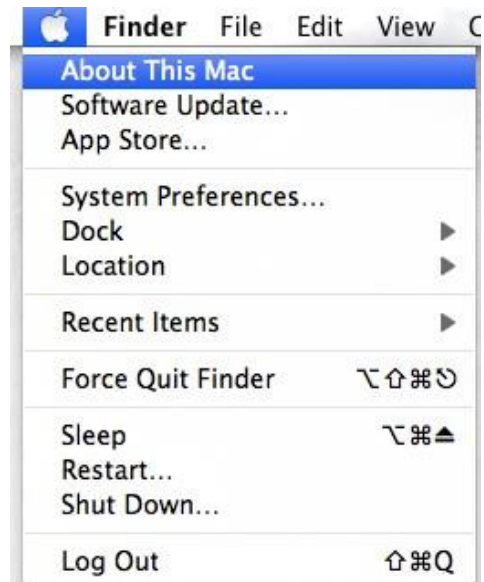 Finder File Edit View
About This Mac
Software Update...
App Store...
System Preferences...
Dock
Location
Recent Items
Force Quit Finder ⌥⇧⌘⎋
Sleep ⌥⌘⏏
Restart...
Shut Down...
Log Out ⇧⌘Q